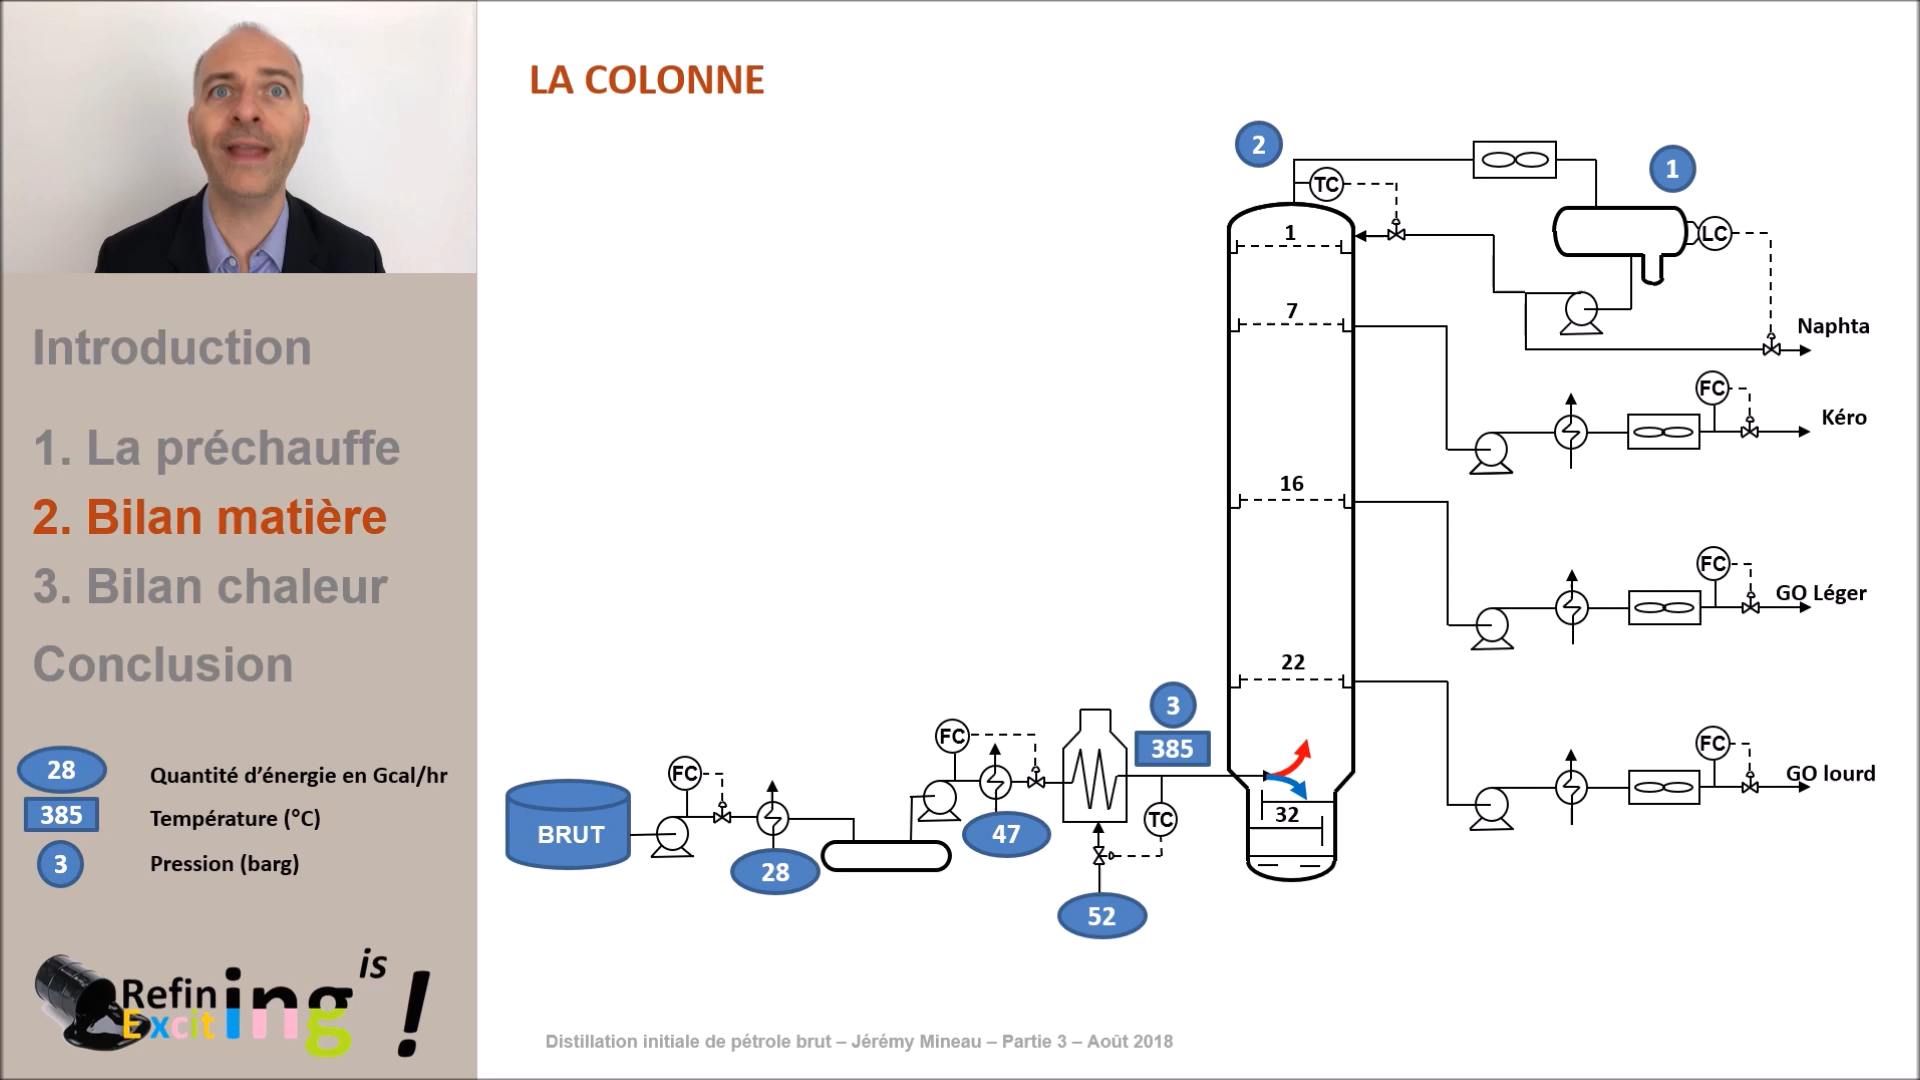 LA COLONNE
Introduction
1. La préchauffe
2. Bilan matière
3. Bilan chaleur
Conclusion
28 Quantité d'énergie en Gcal/hr
385 Température (°C)
3 Pression (barg)
Refin ing is
Exciting !
2
TC
1
LC
1
7
Naphta
FC
Kéro
16
FC
GO Léger
22
3
385
FC
GO lourd
FC
FC
BRUT
TC
32
47
28
52
Distillation initiale de pétrole brut – Jérémy Mineau – Partie 3 – Août 2018